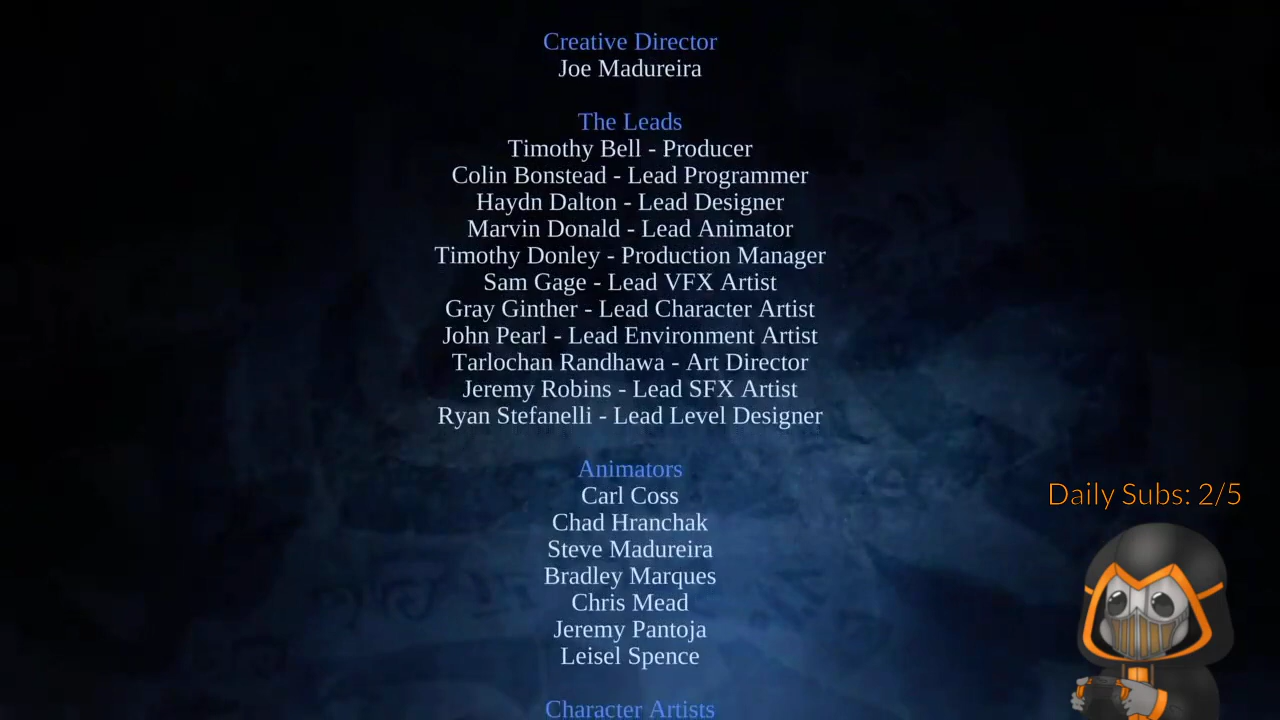 Creative Director
Joe Madureira
The Leads
Timothy Bell - Producer
Colin Bonstead - Lead Programmer
Haydn Dalton - Lead Designer
Marvin Donald - Lead Animator
Timothy Donley - Production Manager
Sam Gage - Lead VFX Artist
Gray Ginther - Lead Character Artist
John Pearl - Lead Environment Artist
Tarlochan Randhawa - Art Director
Jeremy Robins - Lead SFX Artist
Ryan Stefanelli - Lead Level Designer
Animators
Carl Coss
Chad Hranchak
Steve Madureira
Bradley Marques
Chris Mead
Jeremy Pantoja
Leisel Spence
Character Artists
Daily Subs: 2/5